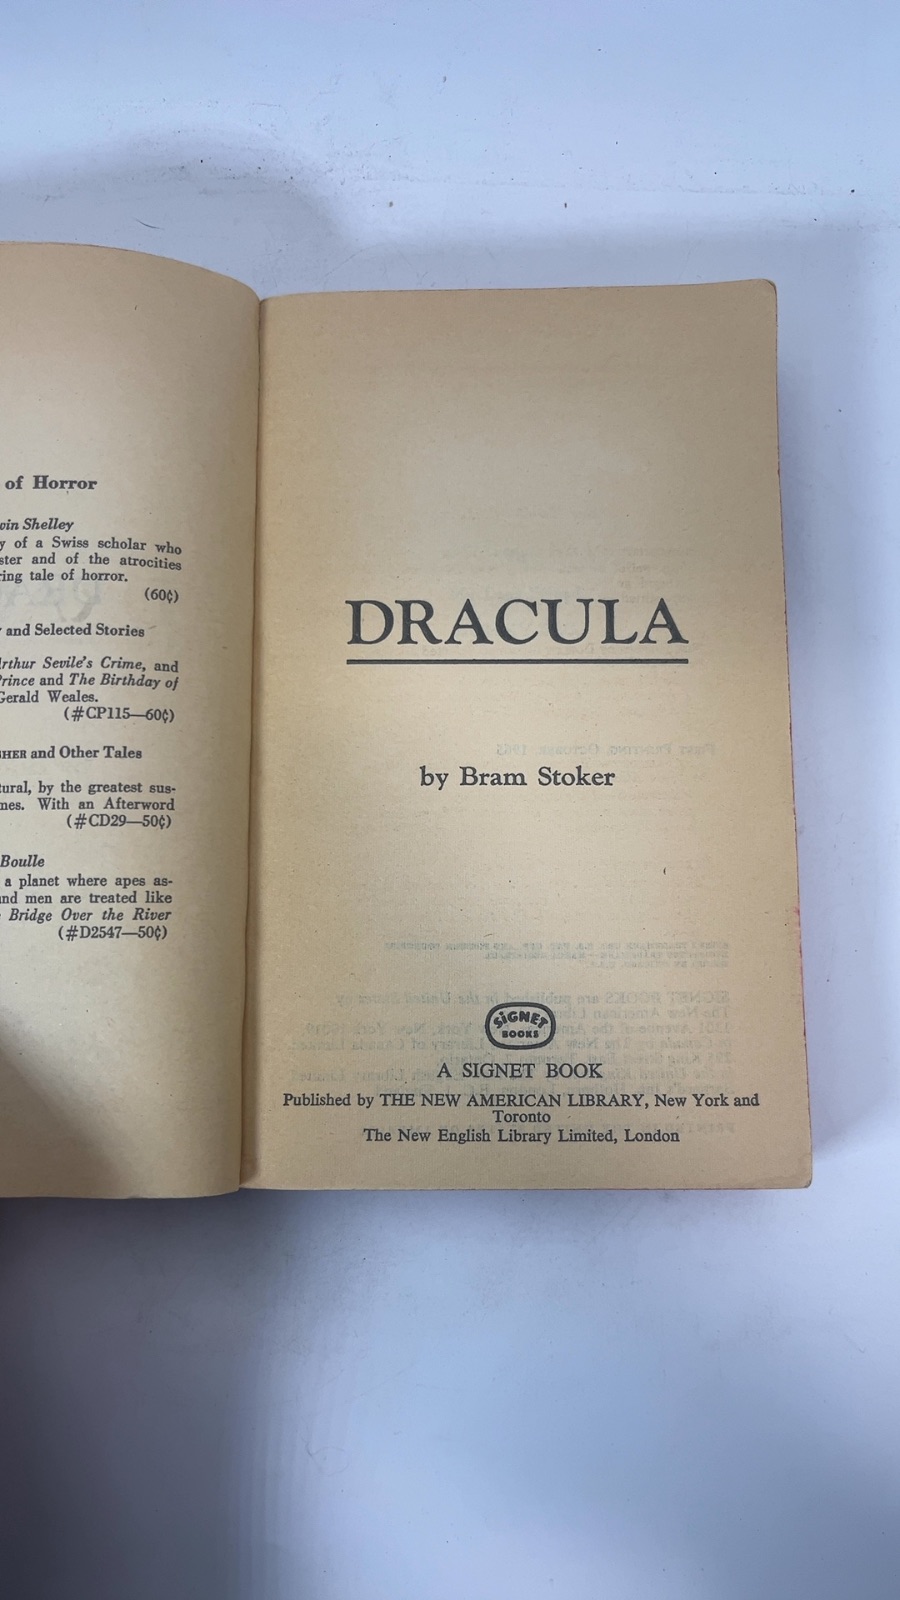 of Horror
vin Shelley
y of a Swiss scholar who
ster and of the atrocities
ring tale of horror.
(60¢)
and Selected Stories
Arthur Sevile's Crime, and
Prince and The Birthday of
Gerald Weales.
(#CP115—60¢)
SHER and Other Tales
tural, by the greatest sus-
nes. With an Afterword
(#CD29—50¢)
Boulle
a planet where apes as-
and men are treated like
Bridge Over the River
(#D2547—50¢)
DRACULA
by Bram Stoker
SIGNET
BOOKS
A SIGNET BOOK
Published by THE NEW AMERICAN LIBRARY, New York and
Toronto
The New English Library Limited, London